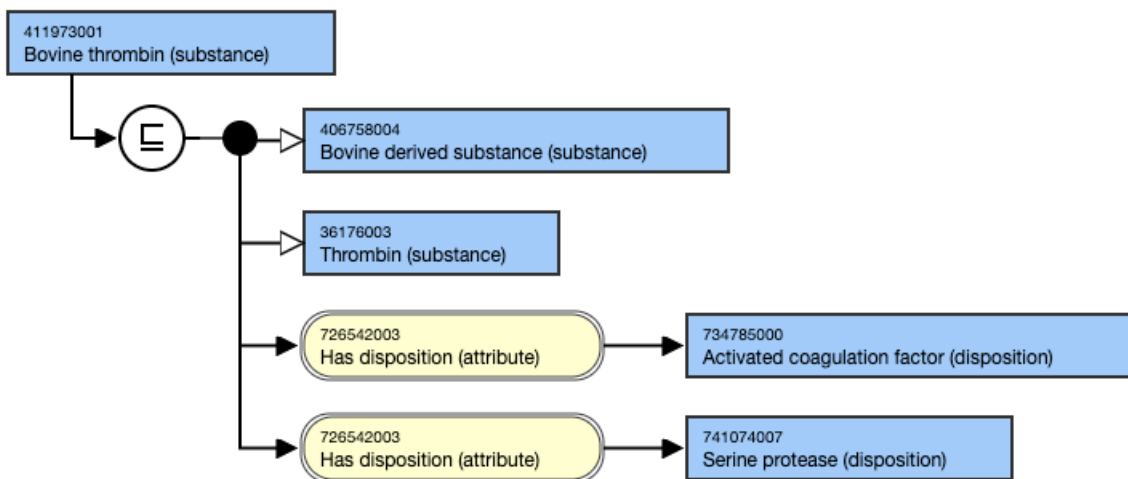 411973001
Bovine thrombin (substance)
⊑
406758004
Bovine derived substance (substance)
36176003
Thrombin (substance)
726542003
Has disposition (attribute)
734785000
Activated coagulation factor (disposition)
726542003
Has disposition (attribute)
741074007
Serine protease (disposition)